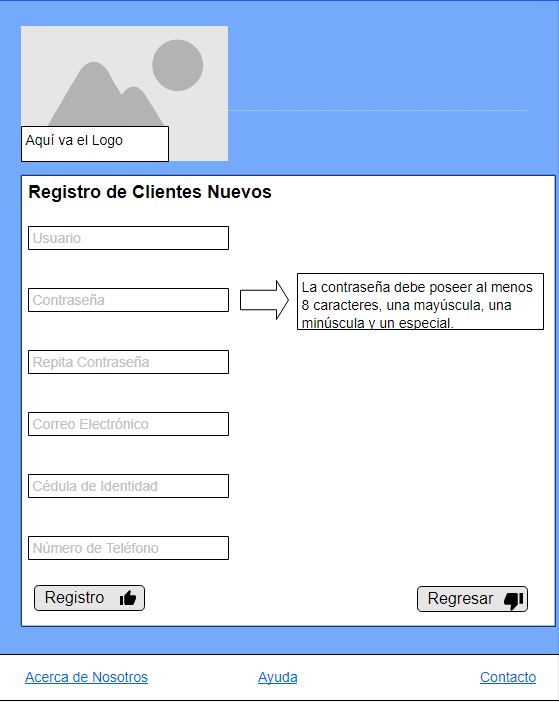 Aquí va el Logo
Registro de Clientes Nuevos
Usuario
Contraseña
La contraseña debe poseer al menos
8 caracteres, una mayúscula, una
minúscula y un especial.
Repita Contraseña
Correo Electrónico
Cédula de Identidad
Número de Teléfono
Registro
Regresar
Acerca de Nosotros
Ayuda
Contacto